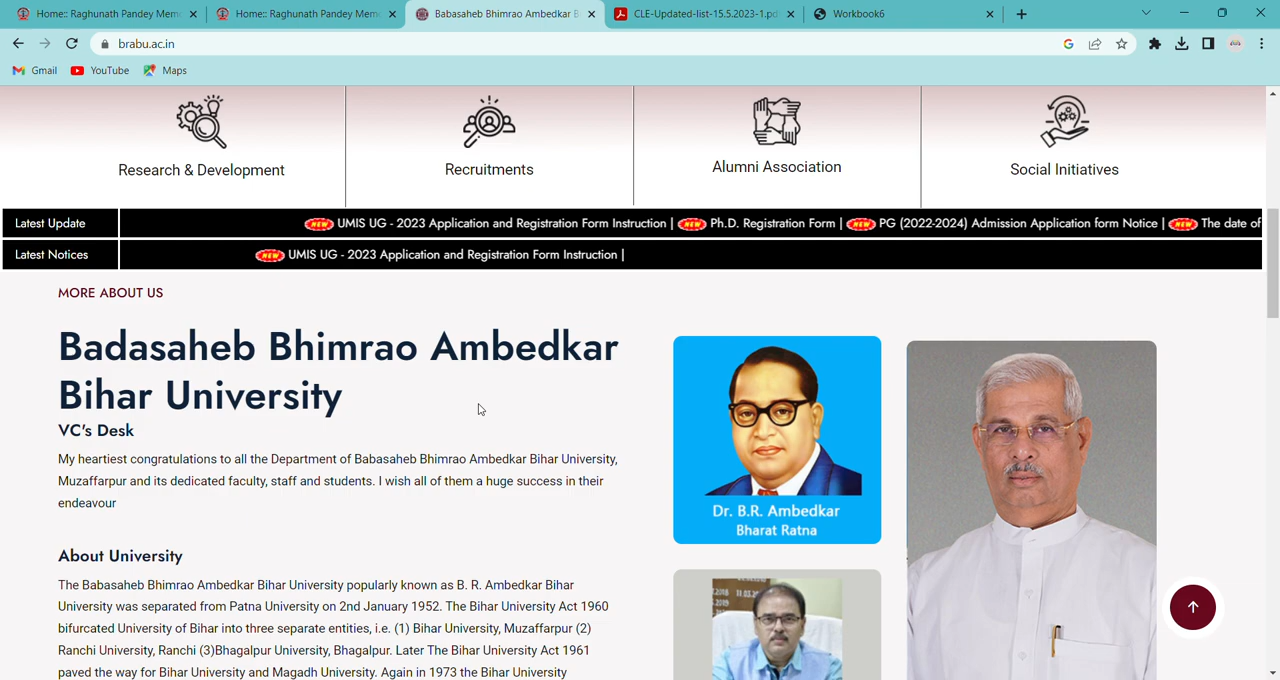 Home:: Raghunath Pandey Mem
Home:: Raghunath Pandey Mem
Babasaheb Bhimrao Ambedkar B
CLE-Updated-list-15.5.2023-1.pd
Workbook6
brabu.ac.in
Gmail
YouTube
Maps
Research & Development
Recruitments
Alumni Association
Social Initiatives
Latest Update
NEW UMIS UG - 2023 Application and Registration Form Instruction | NEW Ph.D. Registration Form | NEW PG (2022-2024) Admission Application form Notice | NEW The date of
Latest Notices
NEW UMIS UG - 2023 Application and Registration Form Instruction |
MORE ABOUT US
Badasaheb Bhimrao Ambedkar
Bihar University
VC's Desk
My heartiest congratulations to all the Department of Babasaheb Bhimrao Ambedkar Bihar University,
Muzaffarpur and its dedicated faculty, staff and students. I wish all of them a huge success in their
endeavour
About University
The Babasaheb Bhimrao Ambedkar Bihar University popularly known as B. R. Ambedkar Bihar
University was separated from Patna University on 2nd January 1952. The Bihar University Act 1960
bifurcated University of Bihar into three separate entities, i.e. (1) Bihar University, Muzaffarpur (2)
Ranchi University, Ranchi (3)Bhagalpur University, Bhagalpur. Later The Bihar University Act 1961
paved the way for Bihar University and Magadh University. Again in 1973 the Bihar University
Dr. B.R. Ambedkar
Bharat Ratna